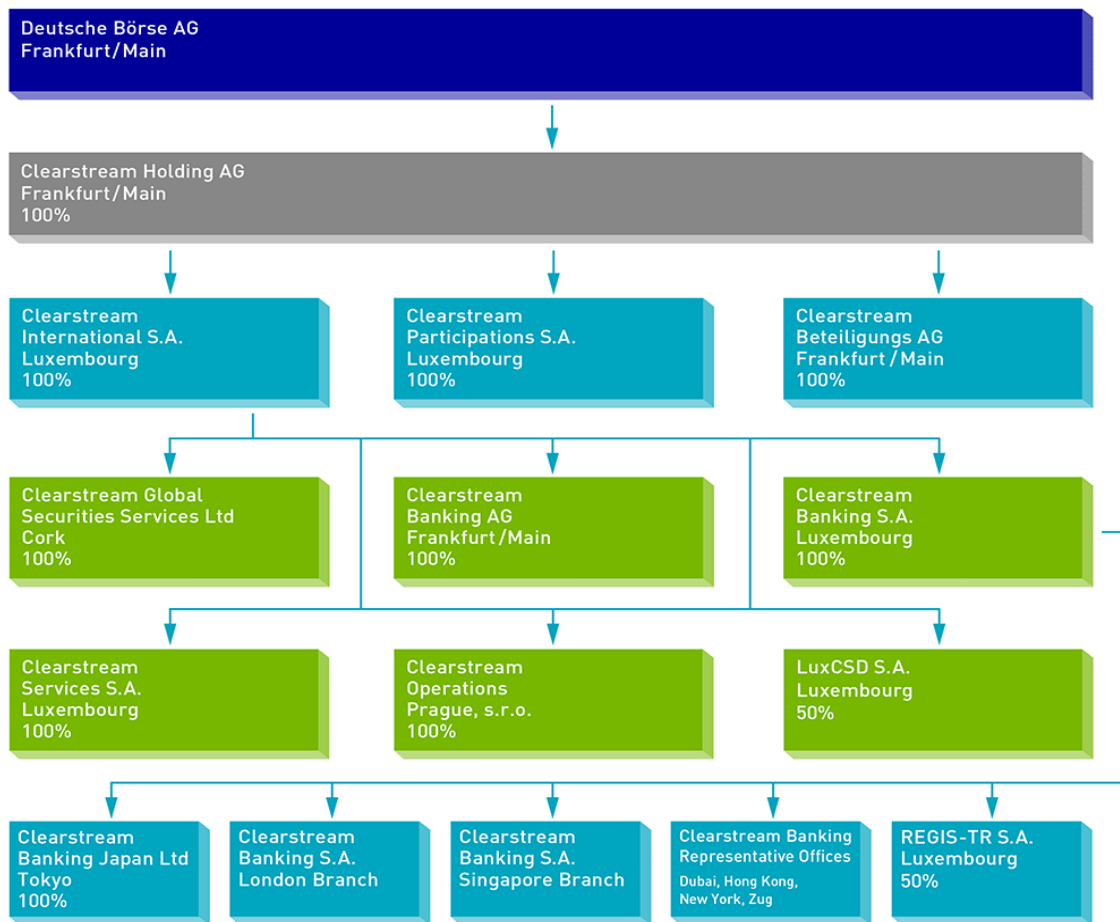 Deutsche Börse AG
Frankfurt/Main
Clearstream Holding AG
Frankfurt/Main
100%
Clearstream
International S.A.
Luxembourg
100%
Clearstream
Participations S.A.
Luxembourg
100%
Clearstream
Beteiligungs AG
Frankfurt/Main
100%
Clearstream Global
Securities Services Ltd
Cork
100%
Clearstream
Banking AG
Frankfurt/Main
100%
Clearstream
Banking S.A.
Luxembourg
100%
Clearstream
Services S.A.
Luxembourg
100%
Clearstream
Operations
Prague, s.r.o.
100%
LuxCSD S.A.
Luxembourg
50%
Clearstream
Banking Japan Ltd
Tokyo
100%
Clearstream
Banking S.A.
London Branch
Clearstream
Banking S.A.
Singapore Branch
Clearstream Banking
Representative Offices
Dubai, Hong Kong,
New York, Zug
REGIS-TR S.A.
Luxembourg
50%